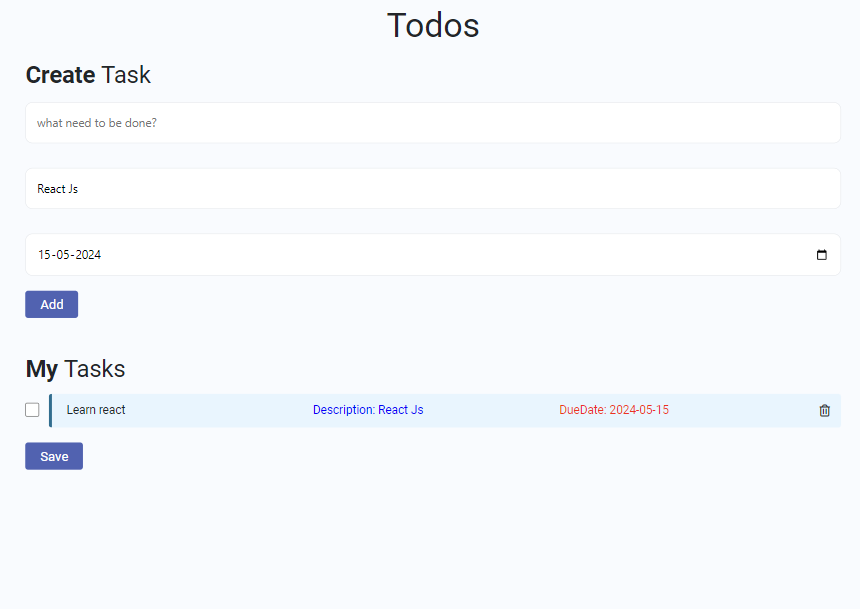 Todos
Create Task
what need to be done?
React Js
15-05-2024
Add
My Tasks
Learn react Description: React Js DueDate: 2024-05-15
Save